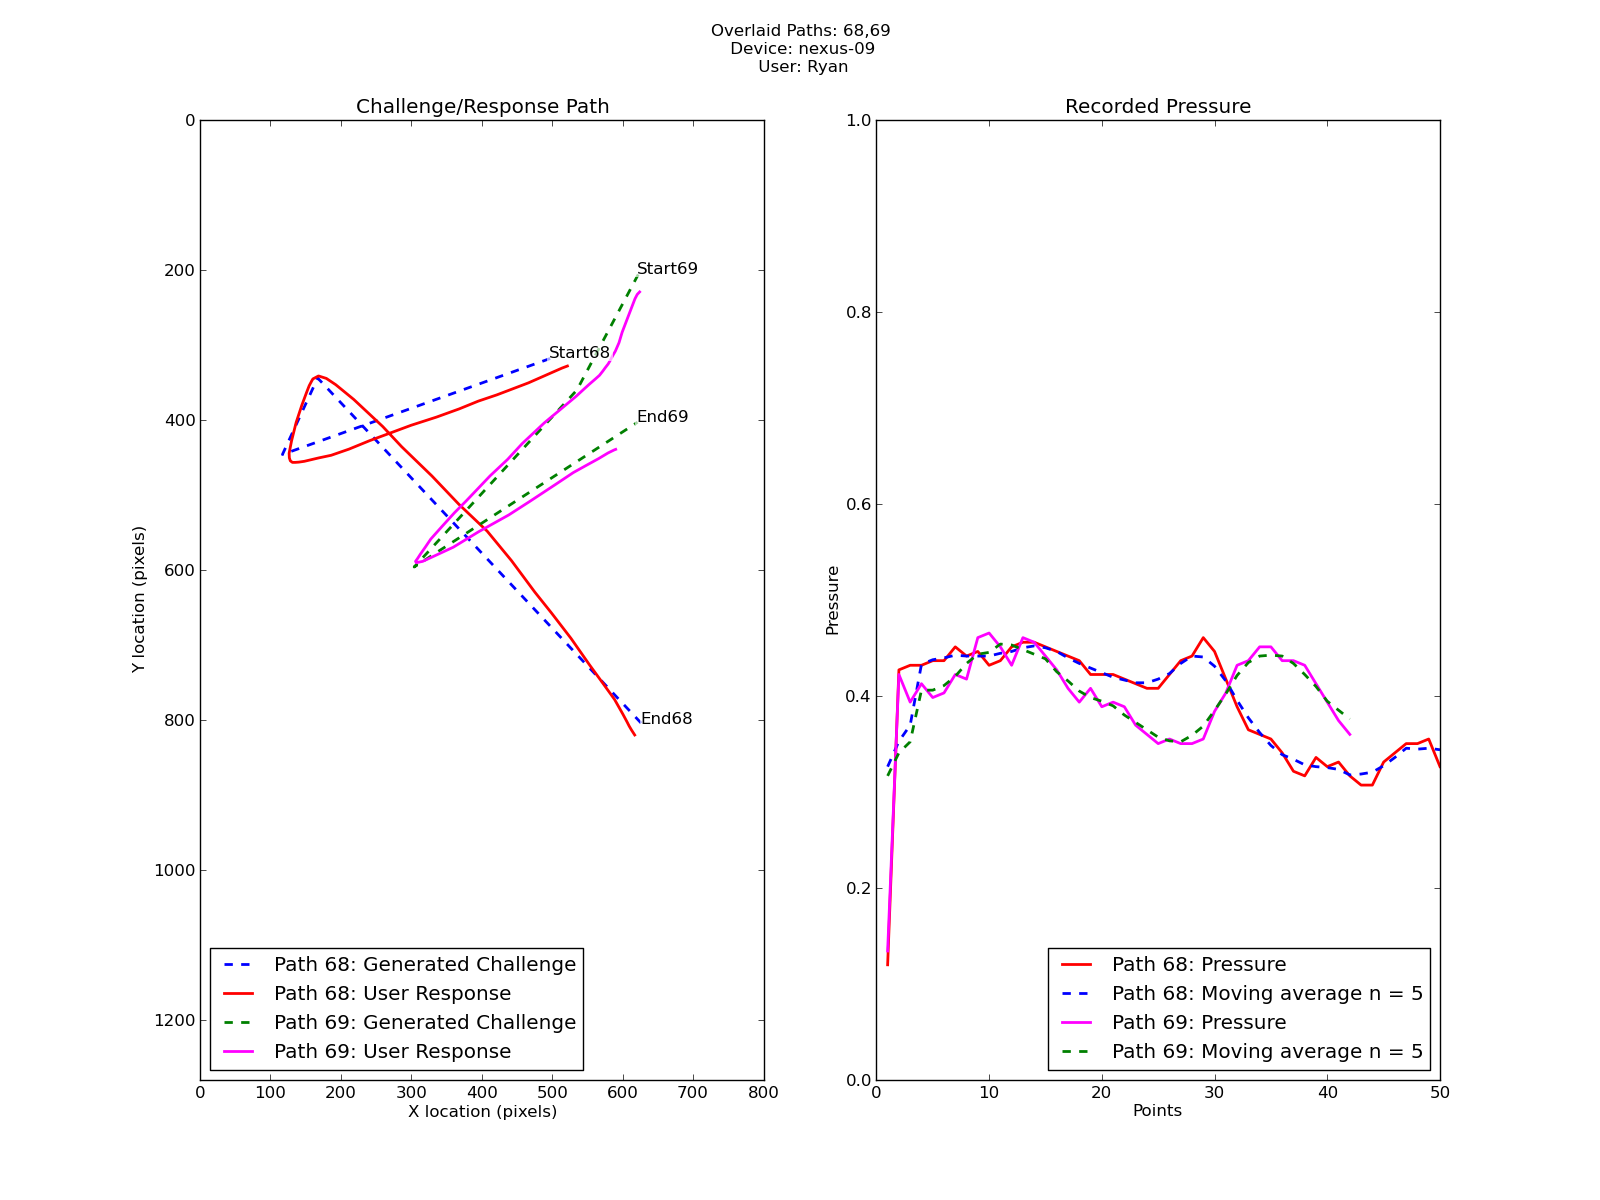 Overlaid Paths: 68,69
Device: nexus-09
User: Ryan
Challenge/Response Path
0
200
400
600
800
1000
1200
Y location (pixels)
Start69
Start68
End69
End68
Path 68: Generated Challenge
Path 68: User Response
Path 69: Generated Challenge
Path 69: User Response
0 100 200 300 400 500 600 700 800
X location (pixels)
Recorded Pressure
1.0
0.8
0.6
0.4
0.2
0.0
Pressure
Path 68: Pressure
Path 68: Moving average n = 5
Path 69: Pressure
Path 69: Moving average n = 5
0 10 20 30 40 50
Points